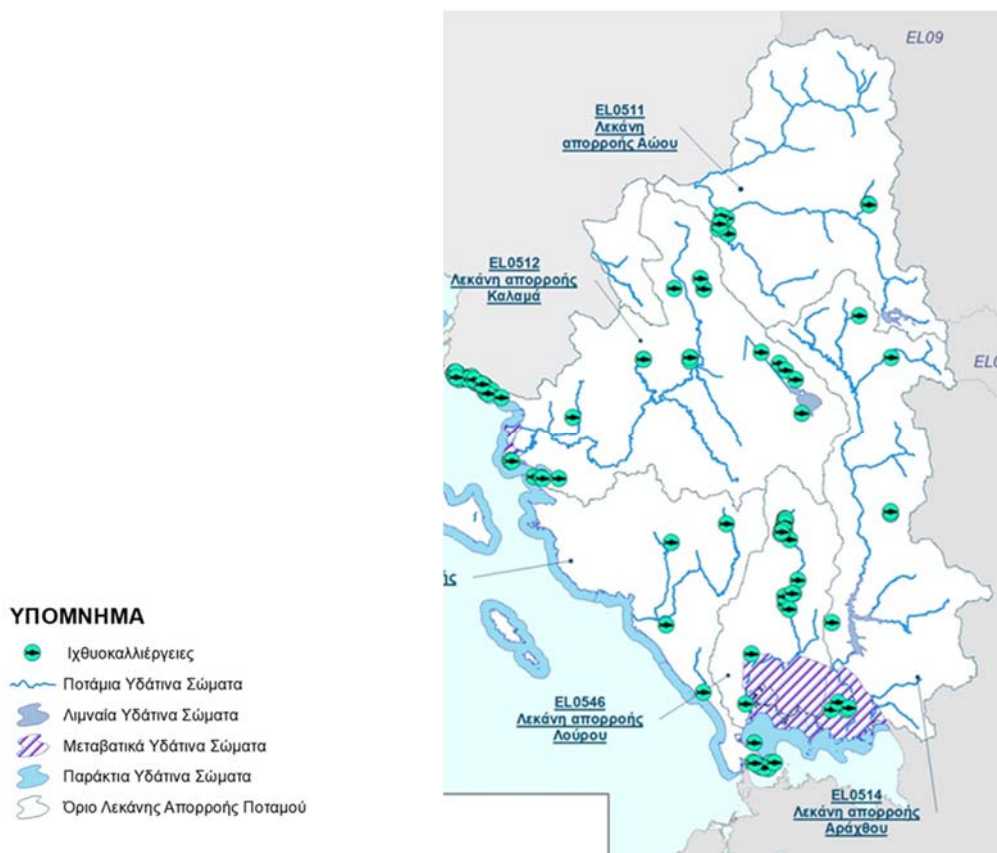 EL09
EL0511
Λεκάνη
απορροής Αώου
EL0512
Λεκάνη απορροής
Καλαμά
ΥΠΟΜΝΗΜΑ
Ιχθυοκαλλιέργειες
Ποτάμια Υδάτινα Σώματα
Λιμναία Υδάτινα Σώματα
Μεταβατικά Υδάτινα Σώματα
Παράκτια Υδάτινα Σώματα
Όριο Λεκάνης Απορροής Ποταμού
EL0546
Λεκάνη απορροής
Λούρου
EL0514
Λεκάνη απορροής
Αράχθου